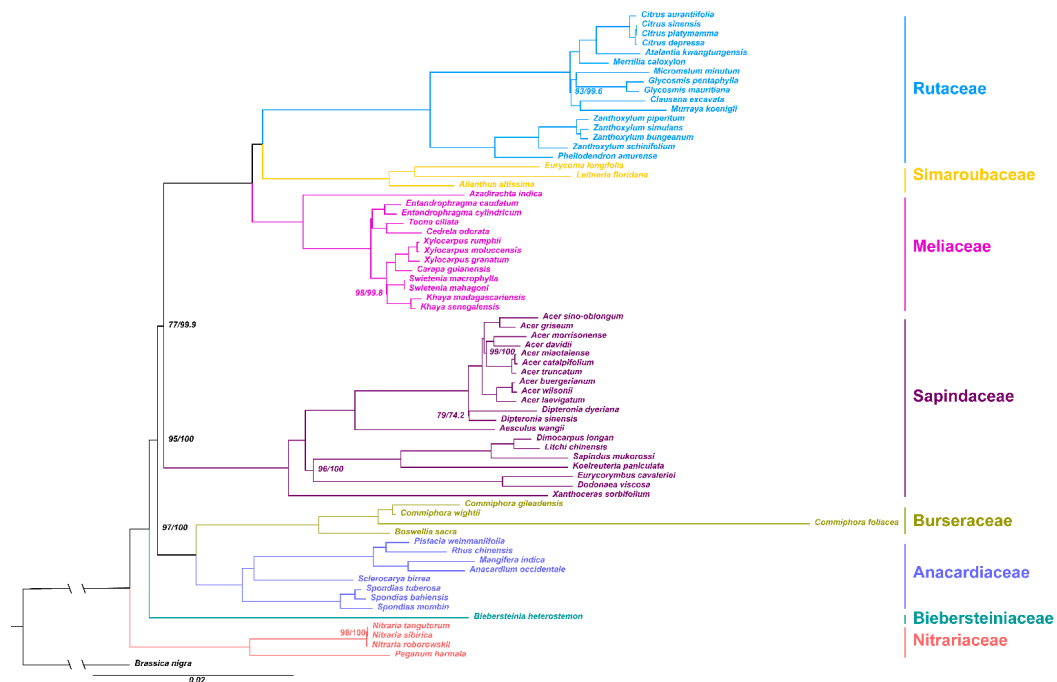 Citrus aurantiifolia
Citrus sinensis
Citrus platymamma
Citrus depressa
Atalantia kwangtungensis
Merrillia caloxylon
Micromelum minutum
Glycosmis pentaphylla
93/99.6
Glycosmis mauritiana
Clausena excavata
Murraya koenigii
Zanthoxylum piperitum
Zanthoxylum simulans
Zanthoxylum bungeanum
Zanthoxylum schinifolium
Phellodendron amurense
Rutaceae
Eurycoma longifolia
Leitneria floridana
Ailanthus altissima
Simaroubaceae
Azadirachta indica
Entandrophragma caudatum
Entandrophragma cylindricum
Toona ciliata
Cedrela odorata
Xylocarpus rumphii
Xylocarpus moluccensis
Xylocarpus granatum
Carapa guianensis
Swietenia macrophylla
Swietenia mahagoni
98/99.8
Khaya madagascariensis
Khaya senegalensis
Meliaceae
77/99.9
Acer sino-oblongum
Acer griseum
Acer morrisonense
Acer davidii
99/100
Acer miaotaiense
Acer catalpifolium
Acer truncatum
Acer buergerianum
Acer wilsonii
Acer laevigatum
Dipteronia dyeriana
79/74.2
Dipteronia sinensis
Aesculus wangii
Dimocarpus longan
Litchi chinensis
Sapindus mukorossi
96/100
Koelreuteria paniculata
Eurycorymbus cavaleriei
Dodonaea viscosa
Xanthoceras sorbifolium
Sapindaceae
95/100
97/100
Commiphora gileadensis
Commiphora wightii
Commiphora foliacea
Boswellia sacra
Burseraceae
Pistacia weinmaniifolia
Rhus chinensis
Mangifera indica
Anacardium occidentale
Sclerocarya birrea
Spondias tuberosa
Spondias bahiensis
Spondias mombin
Anacardiaceae
Biebersteinia heterostemon
Biebersteiniaceae
Nitraria tangutorum
98/100
Nitraria sibirica
Nitraria roborowskii
Peganum harmala
Nitrariaceae
Brassica nigra
0.02